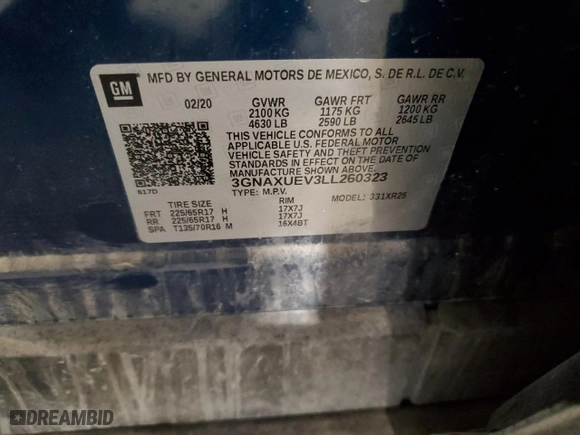 GM
MFD BY GENERAL MOTORS DE MEXICO, S. DE R.L. DE C.V.
02/20 GVWR GAWR FRT GAWR RR
2100 KG 1175 KG 1200 KG
4630 LB 2590 LB 2645 LB
THIS VEHICLE CONFORMS TO ALL
APPLICABLE U.S. FEDERAL MOTOR
VEHICLE SAFETY AND THEFT PREVENTION
STANDARDS IN EFFECT ON THE DATE OF
MANUFACTURE SHOWN ABOVE.
3GNAXUEV3LL260323
TYPE: M.P.V. MODEL: 331XR26
617D
TIRE SIZE RIM
FRT 225/65R17 H 17X7J
RR 225/65R17 H 17X7J
SPA T135/70R16 M 16X4BT
DREAMBID